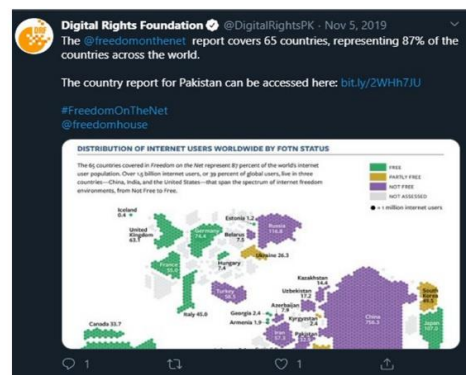 Digital Rights Foundation @DigitalRightsPK · Nov 5, 2019
The @freedomonthenet report covers 65 countries, representing 87% of the
countries across the world.
The country report for Pakistan can be accessed here: bit.ly/2WHh7JU
#FreedomOnTheNet
@freedomhouse
DISTRIBUTION OF INTERNET USERS WORLDWIDE BY FOTN STATUS
The 65 countries covered in Freedom on the Net represent 87 percent of the world's internet
user population. Over 1.3 billion internet users, or 39 percent of global users, live in three
countries—China, India, and the United States—that span the spectrum of internet freedom
environments, from Not Free to Free.
FREE
PARTLY FREE
NOT FREE
NOT ASSESSED
= 1 million internet users
Iceland
0.4
United
Kingdom
63.1
Germany
74.4
Estonia 1.2
Belarus
7.5
Russia
116.8
Ukraine 26.3
France
Hungary
7.4
Turkey
Italy 45.0
Kazakhstan
14.4
Uzbekistan
17.2
Azerbaijan
7.9
Georgia 2.4
Armenia 1.9
Kyrgyzstan
2.4
Iran
Pakistan
China
South
Korea
Japan
Canada 33.7
1
1